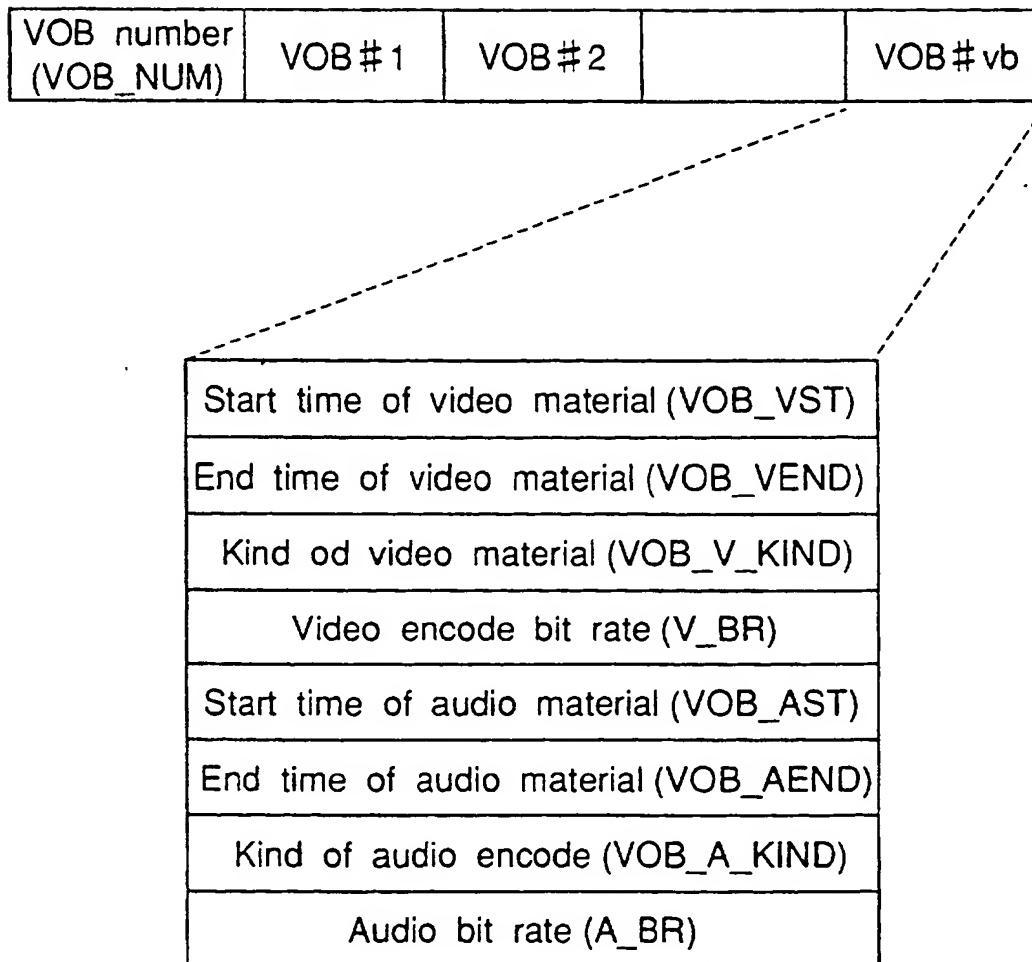 VOB number
(VOB_NUM)
VOB#1
VOB#2
VOB#vb
Start time of video material (VOB_VST)
End time of video material (VOB_VEND)
Kind od video material (VOB_V_KIND)
Video encode bit rate (V_BR)
Start time of audio material (VOB_AST)
End time of audio material (VOB_AEND)
Kind of audio encode (VOB_A_KIND)
Audio bit rate (A_BR)